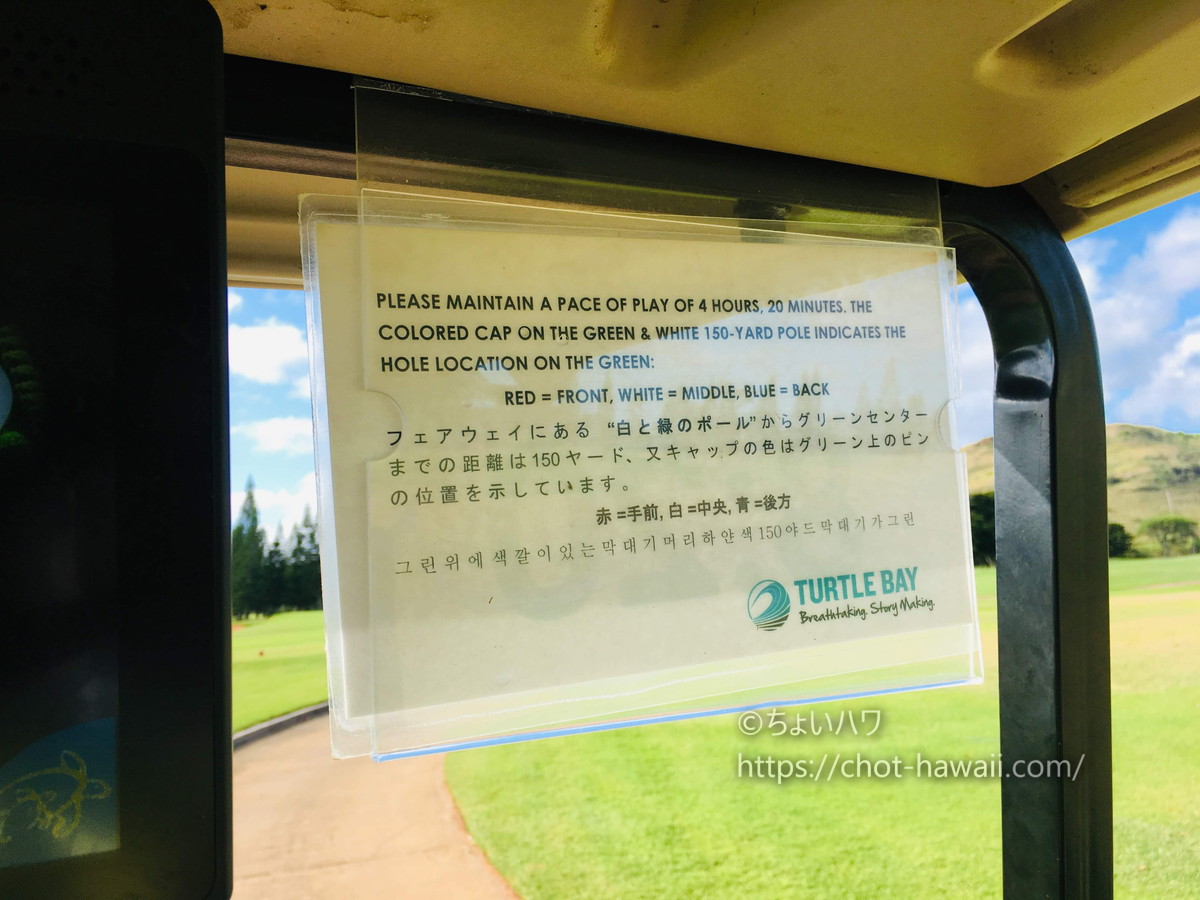 PLEASE MAINTAIN A PACE OF PLAY OF 4 HOURS, 20 MINUTES. THE
COLORED CAP ON THE GREEN & WHITE 150-YARD POLE INDICATES THE
HOLE LOCATION ON THE GREEN:
RED = FRONT, WHITE = MIDDLE, BLUE = BACK
フェアウェイにある “白と緑のポール”からグリーンセンター
までの距離は150ヤード、又キャップの色はグリーン上のピン
の位置を示しています。
赤 =手前, 白 =中央, 青 =後方
그린위에색깔이있는막대기머리하얀색150야드막대기가그린
TURTLE BAY
Breathtaking. Story Making.
©ちょいハワ
https://chot-hawaii.com/